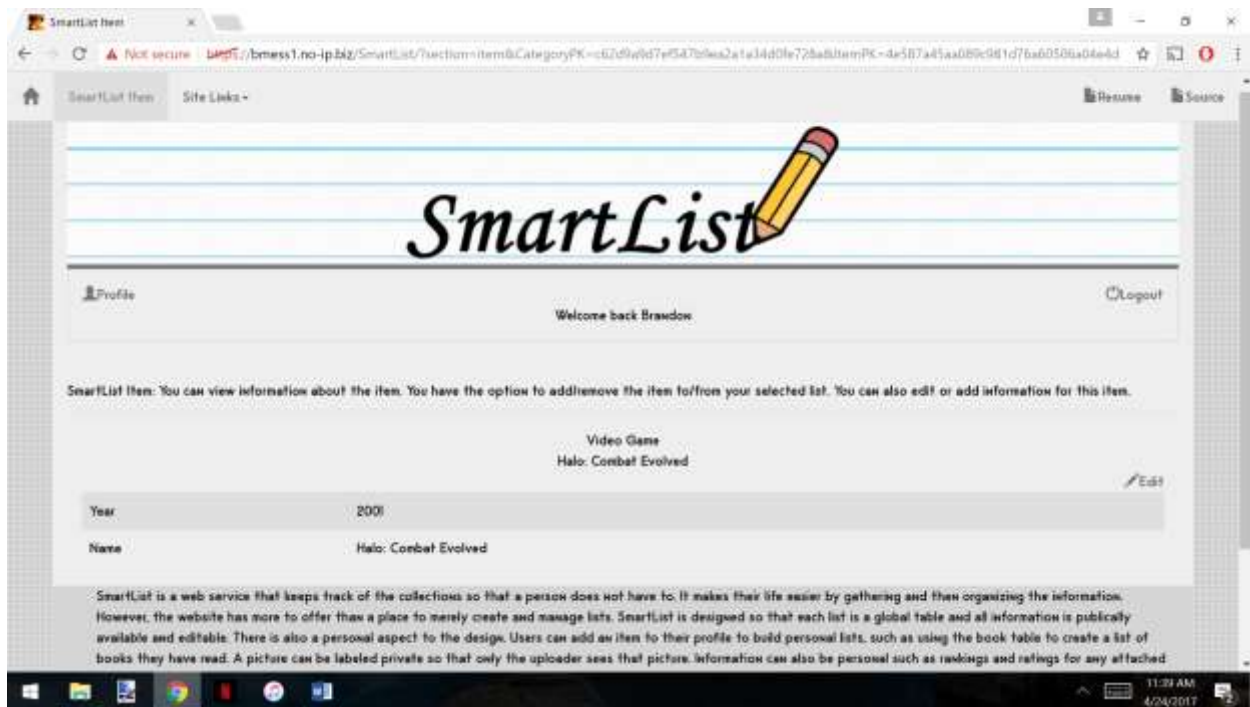 SmartList Item
Not secure https://bmess1.no-ip.biz/SmartList/?section=item&CategoryPK=
SmartList Item Site Links Resume Source
SmartList
Profile Logout
Welcome back Brandon
SmartList Item: You can view information about the item. You have the option to add/remove the item to/from your selected list. You can also edit or add information for this item.
Video Game
Halo: Combat Evolved
Edit
Year 2001
Name Halo: Combat Evolved
SmartList is a web service that keeps track of the collections so that a person does not have to. It makes their life easier by gathering and then organizing the information.
However, the website has more to offer than a place to merely create and manage lists. SmartList is designed so that each list is a global table and all information is publically
available and editable. There is also a personal aspect to the design. Users can add an item to their profile to build personal lists, such as using the book table to create a list of
books they have read. A picture can be labeled private so that only the uploader sees that picture. Information can also be personal such as rankings and ratings for any attached
11:39 AM
4/24/2017